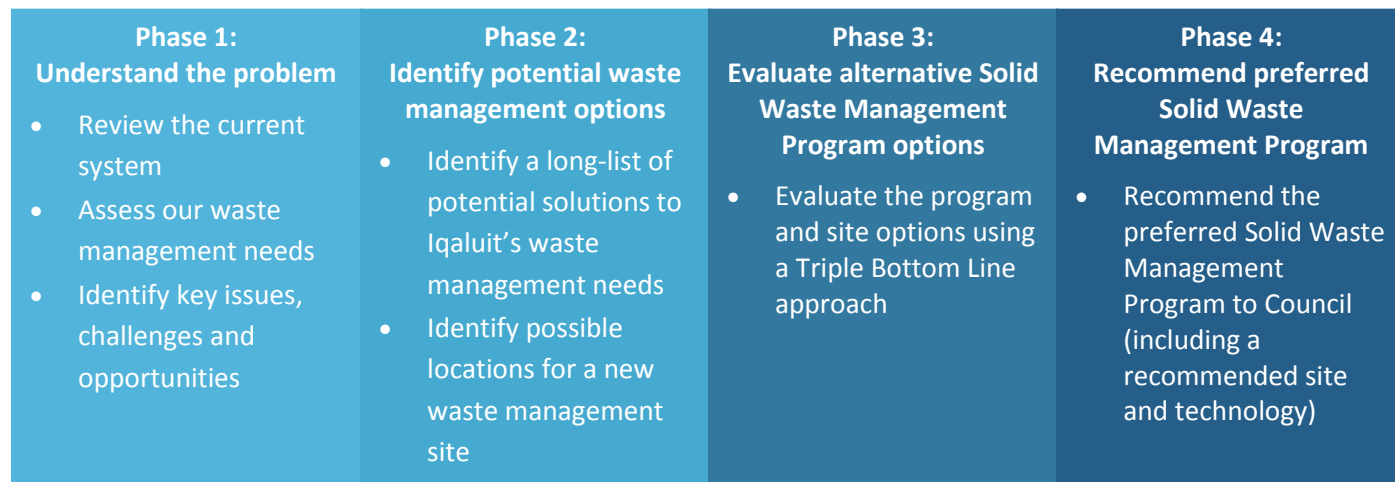 Phase 1:
Understand the problem
• Review the current
system
• Assess our waste
management needs
• Identify key issues,
challenges and
opportunities
Phase 2:
Identify potential waste
management options
• Identify a long-list of
potential solutions to
Iqaluit’s waste
management needs
• Identify possible
locations for a new
waste management
site
Phase 3:
Evaluate alternative Solid
Waste Management
Program options
• Evaluate the program
and site options using
a Triple Bottom Line
approach
Phase 4:
Recommend preferred
Solid Waste
Management Program
• Recommend the
preferred Solid Waste
Management
Program to Council
(including a
recommended site
and technology)